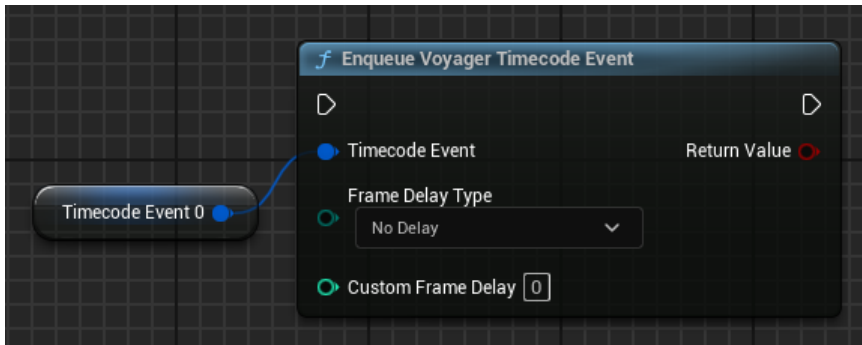 f Enqueue Voyager Timecode Event
Timecode Event
Return Value
Timecode Event 0
Frame Delay Type
No Delay
Custom Frame Delay 0